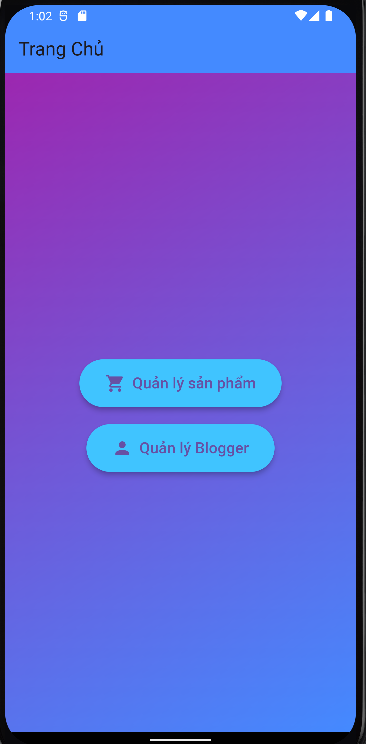 1:02
Trang Chủ
Quản lý sản phẩm
Quản lý Blogger